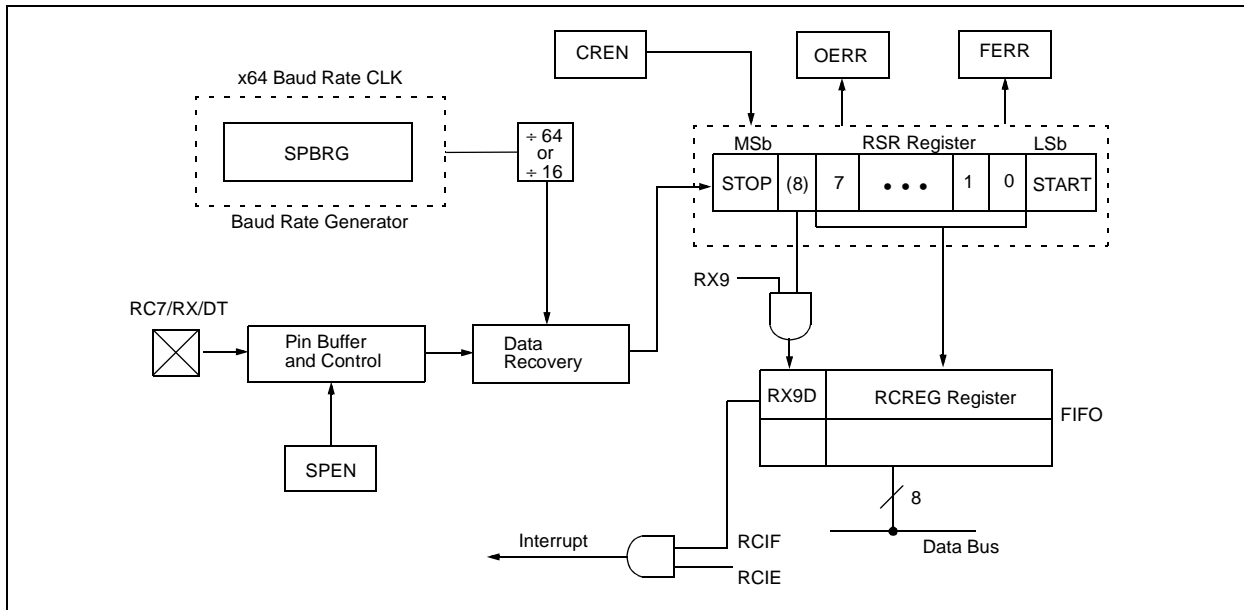 CREN
OERR
FERR
x64 Baud Rate CLK
SPBRG
÷ 64
or
÷ 16
Baud Rate Generator
MSb
RSR Register
LSb
STOP
(8)
7
• • •
1
0
START
RX9
RC7/RX/DT
Pin Buffer
and Control
Data
Recovery
SPEN
RX9D
RCREG Register
FIFO
8
Data Bus
Interrupt
RCIF
RCIE